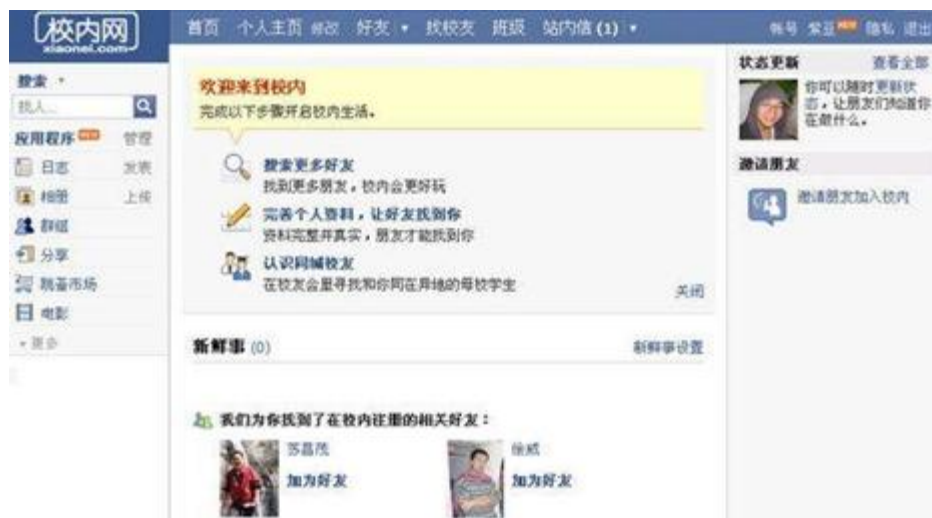 校内网
xiaonei.com
首页 个人主页 修改 好友 找校友 班级 站内信 (1)
帐号 紫豆 隐私 退出
搜索
找人...
应用程序 管理
日志 发表
相册 上传
群组
分享
跳蚤市场
电影
更多
欢迎来到校内
完成以下步骤开启校内生活。
搜索更多好友
找到更多朋友，校内会更好玩
完善个人资料，让好友找到你
资料完整并真实，朋友才能找到你
认识同城校友
在校友会里寻找和你同在异地的母校学生
关闭
新鲜事 (0) 新鲜事设置
我们为你找到了在校内注册的相关好友：
苏昌茂
加为好友
徐威
加为好友
状态更新 查看全部
你可以随时更新状
态，让朋友们知道你
在做什么。
邀请朋友
邀请朋友加入校内